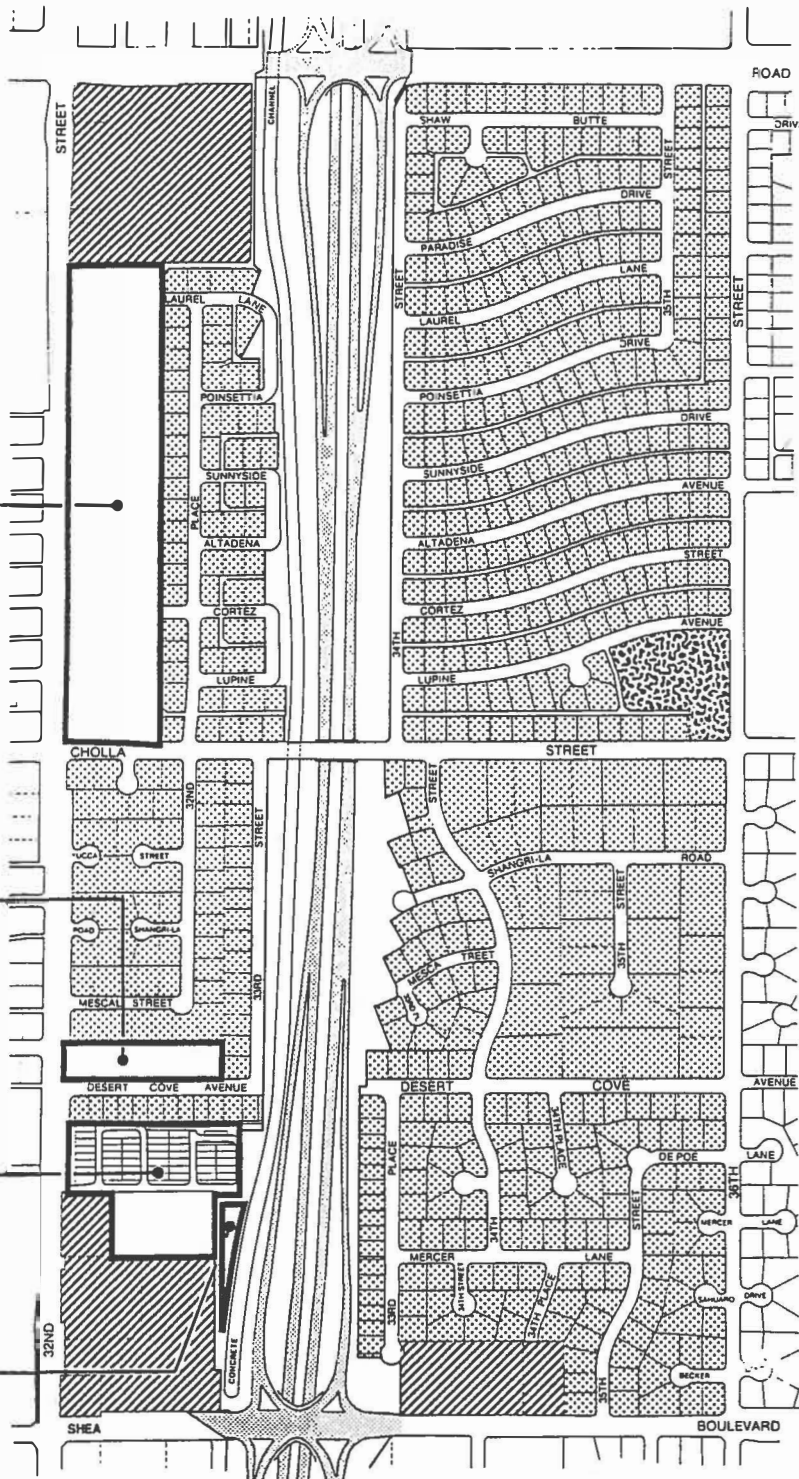 ROAD
STREET
CHANNEL
SHAW BUTTE
DRIV
STREET
DRIVE
PARADISE
LANE
STREET
LAUREL LANE
LAUREL
35TH
STREET
DRIVE
POINSETTIA
POINSETTIA
DRIVE
SUNNYSIDE
SUNNYSIDE
AVENUE
PLACE
ALTADENA
ALTADENA
STREET
CORTEZ
CORTEZ
AVENUE
34TH
LUPINE
LUPINE
CHOLLA STREET
32ND
STREET
STREET
YUCCA STREET
SHANGRI-LA ROAD
STREET
ROAD SHANGRI-LA
35TH
MESCAL STREET
33RD
DESERT COVE AVENUE
DESERT COVE AVENUE
PLACE
34TH PLACE
DE POE LANE
36TH
STREET
MERCER LANE
34TH
MERCER LANE
34TH STREET
34TH PLACE
SAHUARO DRIVE
33RD
32ND
CONCRETE
BECKER
35TH
SHEA BOULEVARD